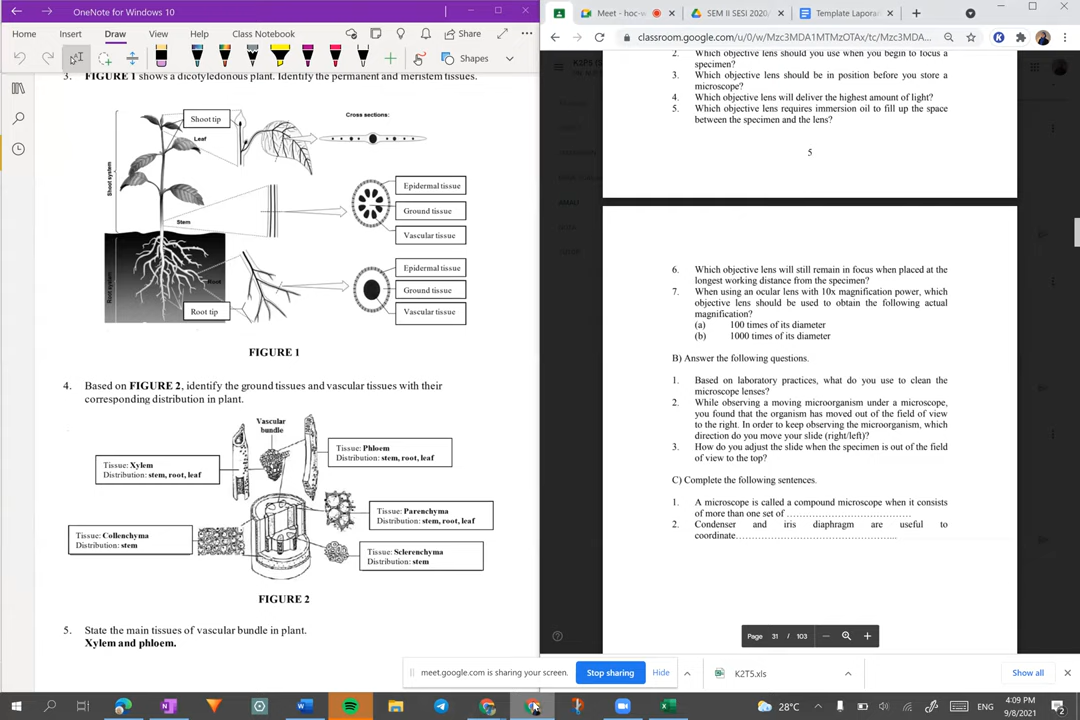 OneNote for Windows 10
Home Insert Draw View Help Class Notebook Share
Shapes
3. FIGURE 1 shows a dicotyledonous plant. Identify the permanent and meristem tissues.
Shoot tip
Leaf
Cross sections:
Shoot system
Epidermal tissue
Ground tissue
Stem
Vascular tissue
Epidermal tissue
Root
Ground tissue
Root system
Root tip
Vascular tissue
FIGURE 1
4. Based on FIGURE 2, identify the ground tissues and vascular tissues with their
corresponding distribution in plant.
Vascular
bundle
Tissue: Phloem
Distribution: stem, root, leaf
Tissue: Xylem
Distribution: stem, root, leaf
Tissue: Parenchyma
Distribution: stem, root, leaf
Tissue: Collenchyma
Distribution: stem
Tissue: Sclerenchyma
Distribution: stem
FIGURE 2
5. State the main tissues of vascular bundle in plant.
Xylem and phloem.
Meet - hoc-w
SEM II SESI 2020/
Template Lapora
classroom.google.com/u/0/w/Mzc3MDA1MTMzOTAx/tc/Mzc3MDA...
2. Which objective lens should you use when you begin to focus a
specimen?
3. Which objective lens should be in position before you store a
microscope?
4. Which objective lens will deliver the highest amount of light?
5. Which objective lens requires immersion oil to fill up the space
between the specimen and the lens?
5
6. Which objective lens will still remain in focus when placed at the
longest working distance from the specimen?
7. When using an ocular lens with 10x magnification power, which
objective lens should be used to obtain the following actual
magnification?
(a) 100 times of its diameter
(b) 1000 times of its diameter
B) Answer the following questions.
1. Based on laboratory practices, what do you use to clean the
microscope lenses?
2. While observing a moving microorganism under a microscope,
you found that the organism has moved out of the field of view
to the right. In order to keep observing the microorganism, which
direction do you move your slide (right/left)?
3. How do you adjust the slide when the specimen is out of the field
of view to the top?
C) Complete the following sentences.
1. A microscope is called a compound microscope when it consists
of more than one set of ………………………………
2. Condenser and iris diaphragm are useful to
coordinate……………………………………...
Page 31 / 103
meet.google.com is sharing your screen.
Stop sharing
Hide
K2T5.xls
Show all
28°C
ENG
4:09 PM
9/8/2021
2